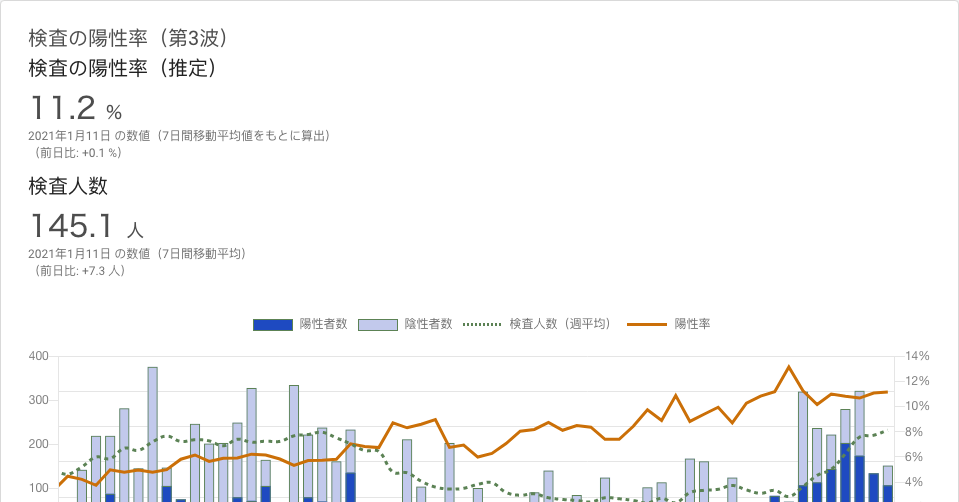 検査の陽性率（第3波）
検査の陽性率（推定）
11.2 %
2021年1月11日 の数値（7日間移動平均値をもとに算出）
（前日比: +0.1 %）
検査人数
145.1 人
2021年1月11日 の数値（7日間移動平均）
（前日比: +7.3 人）
陽性者数 陰性者数 検査人数（週平均） 陽性率
400 14%
12%
300 10%
200 8%
6%
100 4%